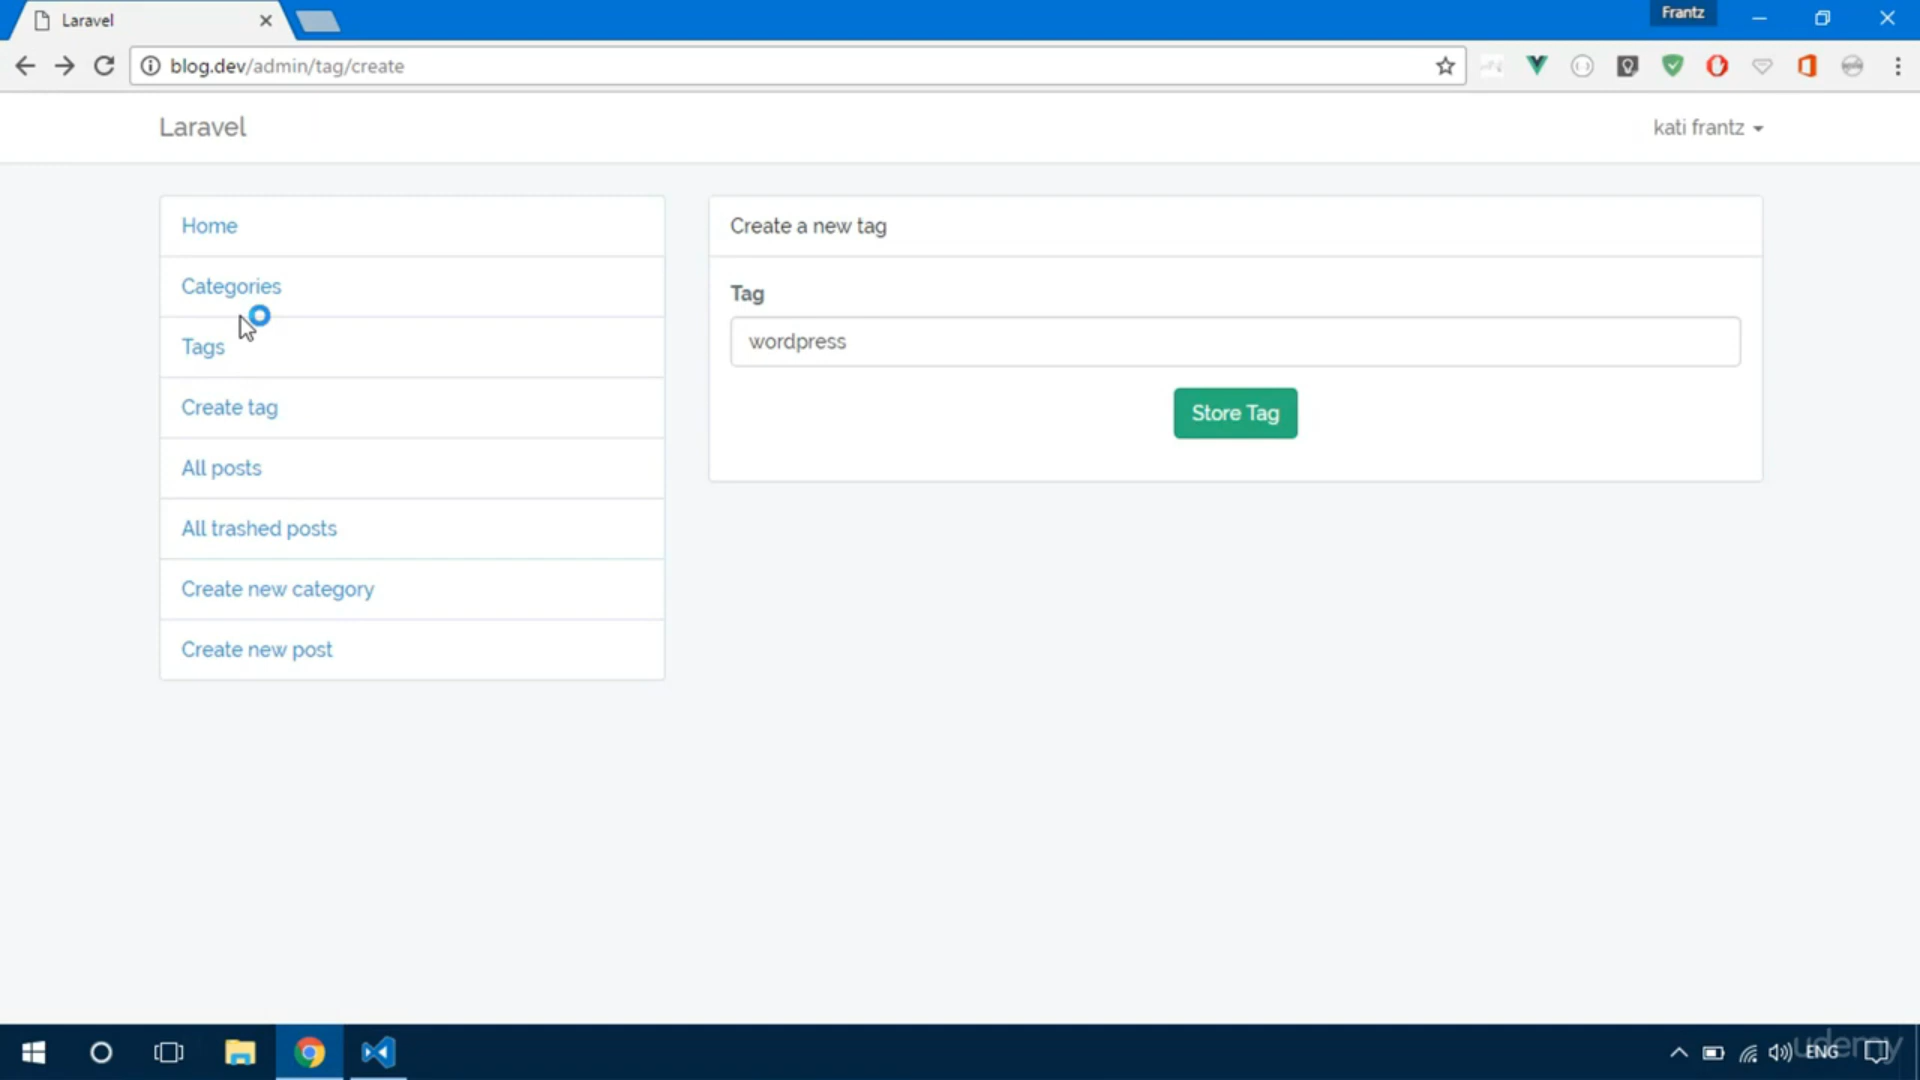 Laravel
Frantz
blog.dev/admin/tag/create
Laravel
kati frantz
Home
Categories
Tags
Create tag
All posts
All trashed posts
Create new category
Create new post
Create a new tag
Tag
wordpress
Store Tag
ENG
udemy